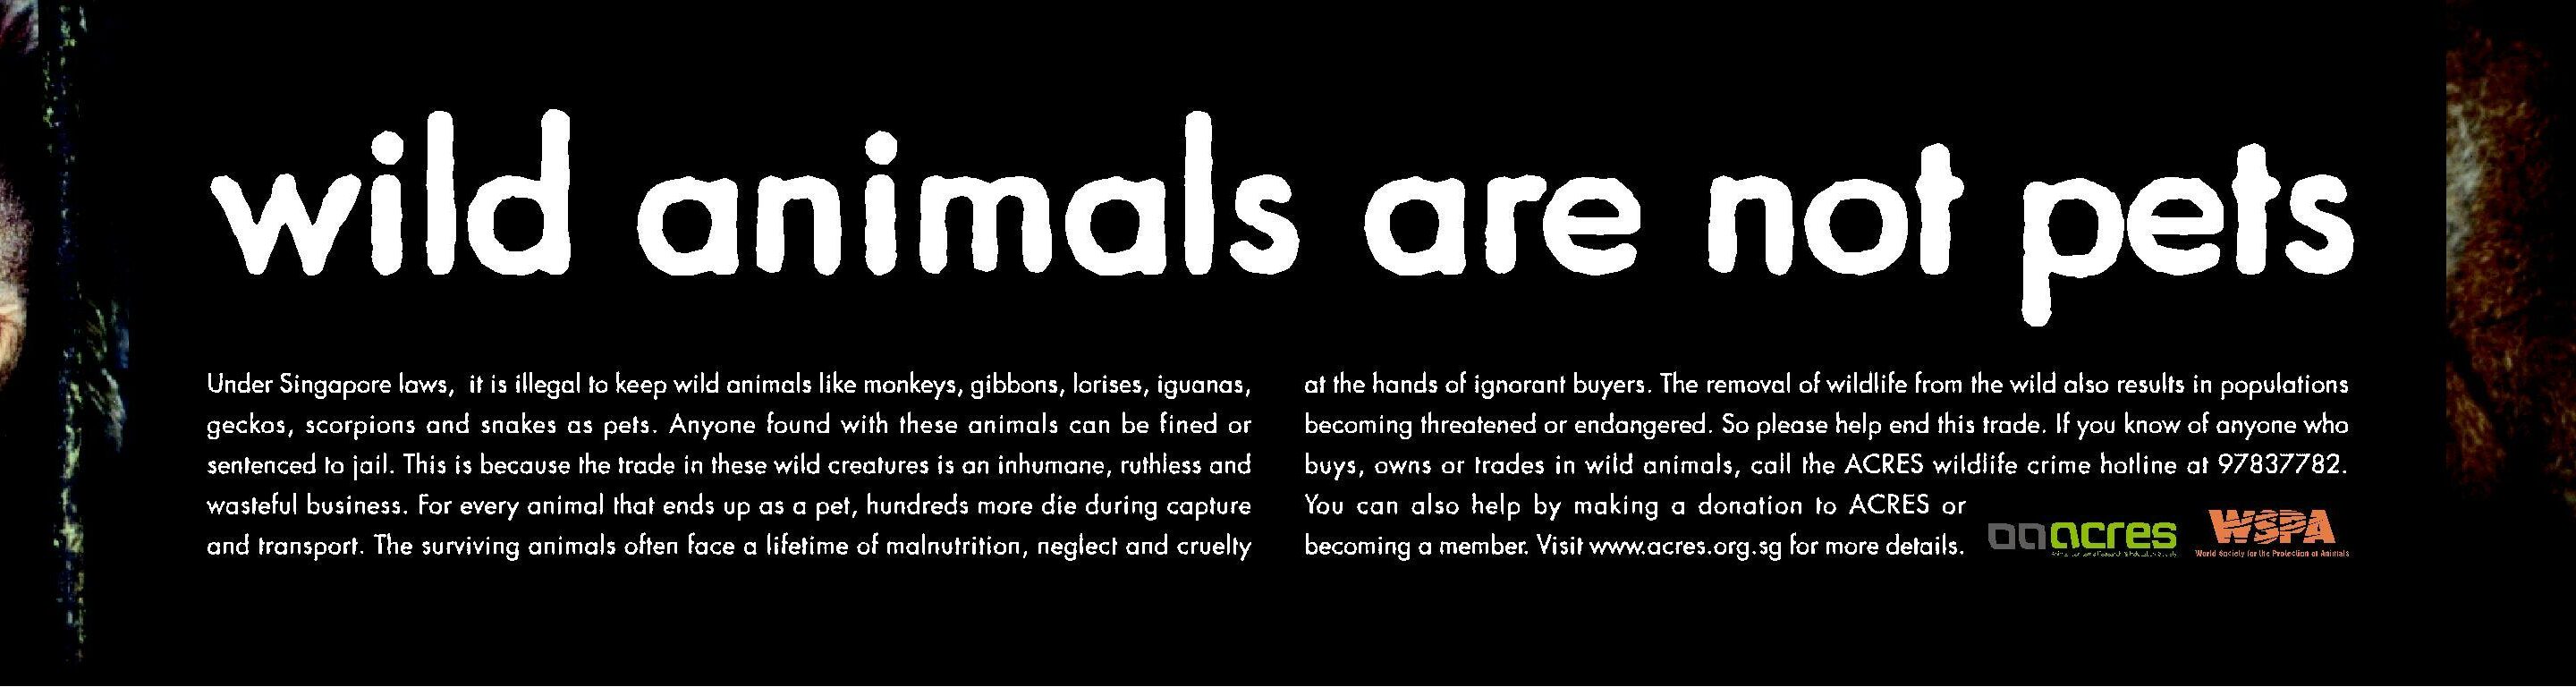 wild animals are not pets
Under Singapore laws, it is illegal to keep wild animals like monkeys, gibbons, lorises, iguanas,
geckos, scorpions and snakes as pets. Anyone found with these animals can be fined or
sentenced to jail. This is because the trade in these wild creatures is an inhumane, ruthless and
wasteful business. For every animal that ends up as a pet, hundreds more die during capture
and transport. The surviving animals often face a lifetime of malnutrition, neglect and cruelty
at the hands of ignorant buyers. The removal of wildlife from the wild also results in populations
becoming threatened or endangered. So please help end this trade. If you know of anyone who
buys, owns or trades in wild animals, call the ACRES wildlife crime hotline at 97837782.
You can also help by making a donation to ACRES or
becoming a member. Visit www.acres.org.sg for more details.
acres
WSPA
World Society for the Protection of Animals